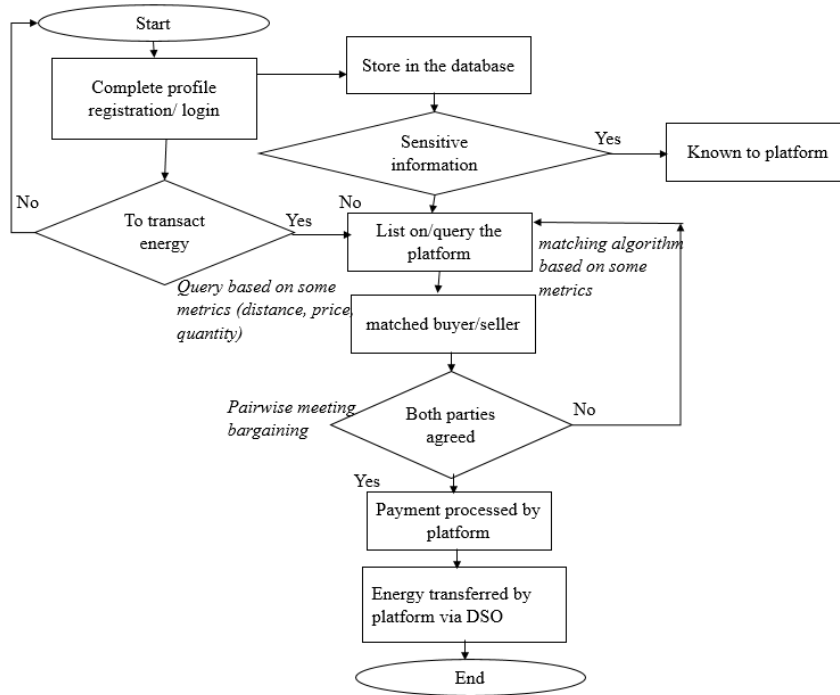 Start
Complete profile
registration/ login
Store in the database
Sensitive
information
Yes
Known to platform
No
To transact
energy
Yes
No
List on/query the
platform
matching algorithm
based on some
metrics
Query based on some
metrics (distance, price,
quantity)
matched buyer/seller
Pairwise meeting
bargaining
Both parties
agreed
No
Yes
Payment processed by
platform
Energy transferred by
platform via DSO
End